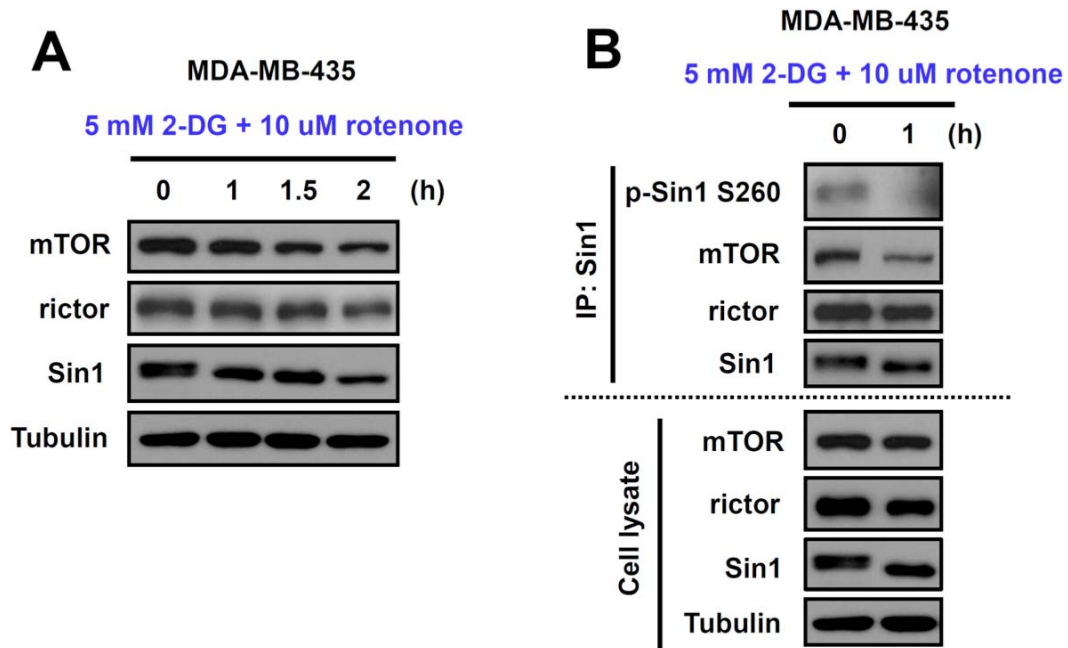 A
MDA-MB-435
5 mM 2-DG + 10 uM rotenone
0 1 1.5 2 (h)
mTOR
rictor
Sin1
Tubulin
B
MDA-MB-435
5 mM 2-DG + 10 uM rotenone
0 1 (h)
IP: Sin1
p-Sin1 S260
mTOR
rictor
Sin1
Cell lysate
mTOR
rictor
Sin1
Tubulin